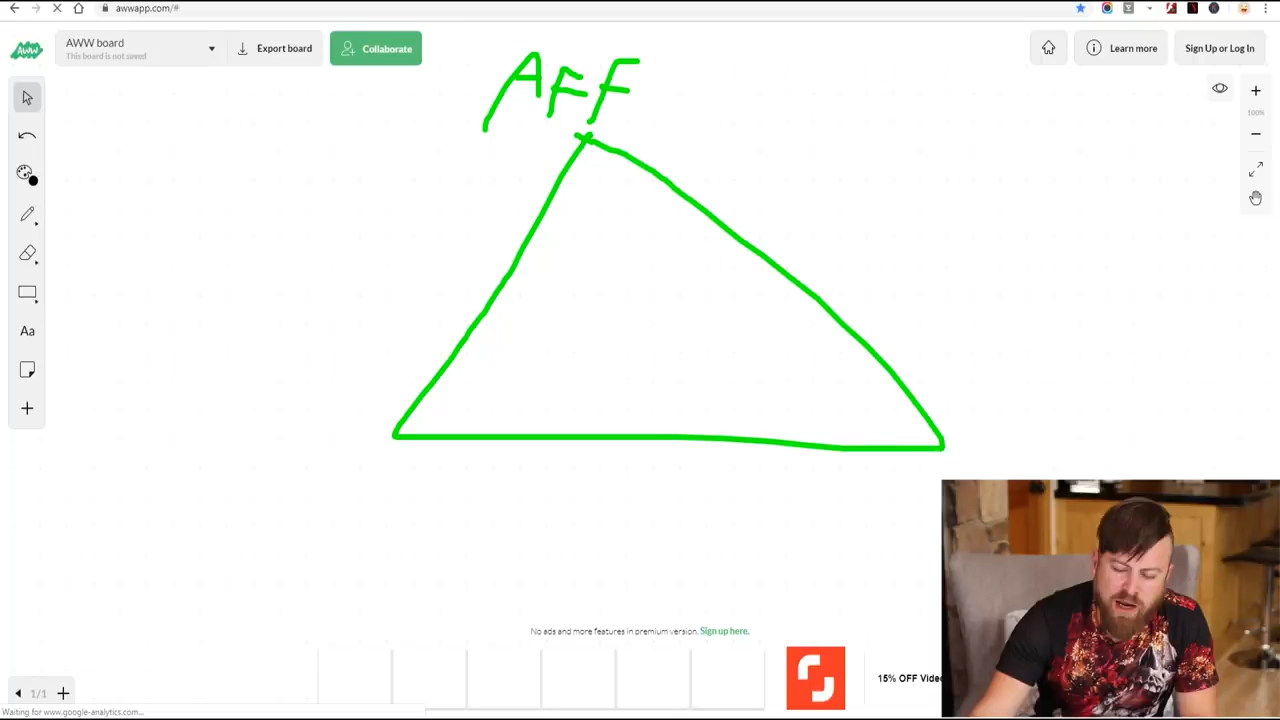 awwapp.com/#
AWW
AWW board
This board is not saved
Export board
Collaborate
Learn more
Sign Up or Log In
AFF
100%
Aa
No ads and more features in premium version. Sign up here.
15% OFF Vide
1/1
Waiting for www.google-analytics.com...